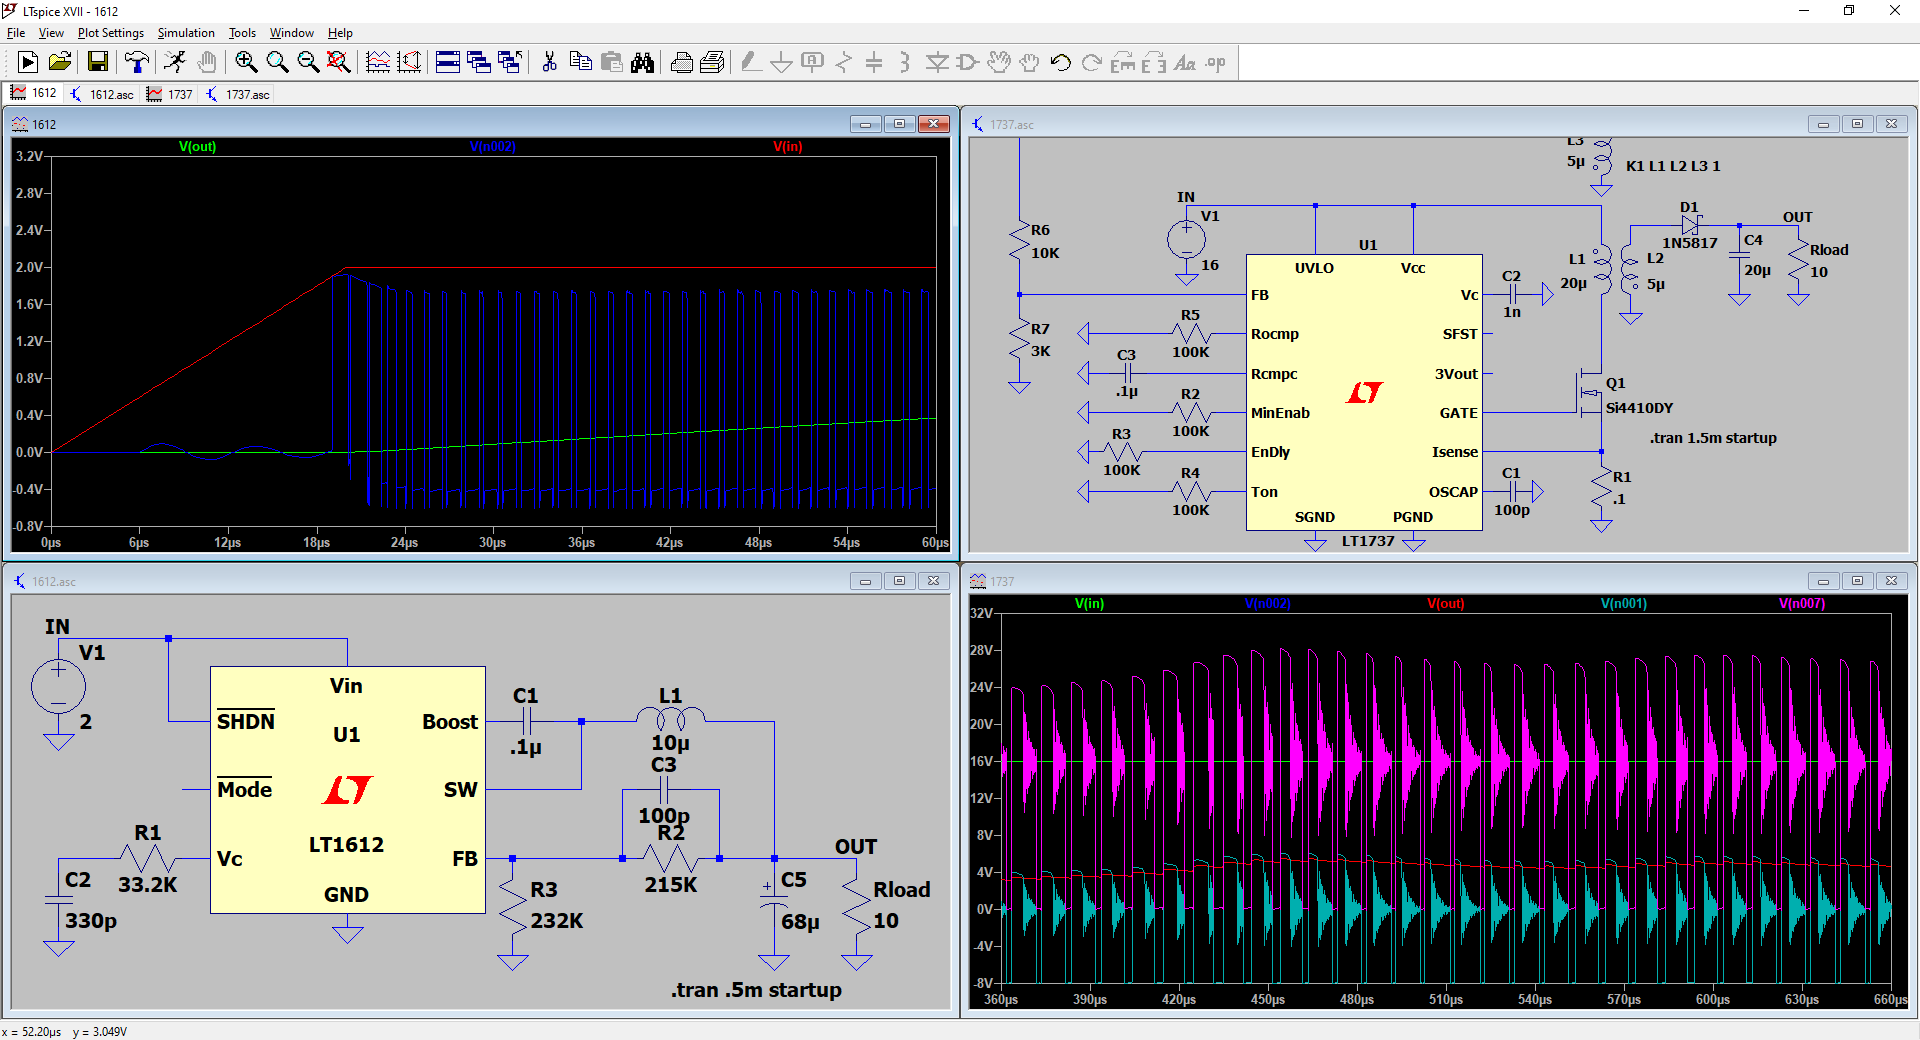 LTspice XVII - 1612
File View Plot Settings Simulation Tools Window Help
1612 1612.asc 1737 1737.asc
1612
V(out) V(n002) V(in)
3.2V
2.8V
2.4V
2.0V
1.6V
1.2V
0.8V
0.4V
0.0V
-0.4V
-0.8V
0µs 6µs 12µs 18µs 24µs 30µs 36µs 42µs 48µs 54µs 60µs
1737.asc
L3
5µ
K1 L1 L2 L3 1
IN
V1
16
R6
10K
R7
3K
U1
UVLO Vcc
FB Vc
Rocmp SFST
Rcmpc 3Vout
MinEnab GATE
EnDly Isense
Ton OSCAP
SGND PGND
LT1737
R5
100K
C3
.1µ
R2
100K
R3
100K
R4
100K
C2
1n
C1
100p
L1
20µ
L2
5µ
D1
1N5817
OUT
C4
20µ
Rload
10
Q1
Si4410DY
.tran 1.5m startup
R1
.1
1612.asc
IN
V1
2
Vin
SHDN Boost
U1
Mode SW
LT1612
Vc FB
GND
R1
33.2K
C2
330p
C1
.1µ
L1
10µ
C3
100p
R2
215K
R3
232K
OUT
C5
68µ
Rload
10
.tran .5m startup
1737
V(in) V(n002) V(out) V(n001) V(n007)
32V
28V
24V
20V
16V
12V
8V
4V
0V
-4V
-8V
360µs 390µs 420µs 450µs 480µs 510µs 540µs 570µs 600µs 630µs 660µs
x = 52.20µs y = 3.049V